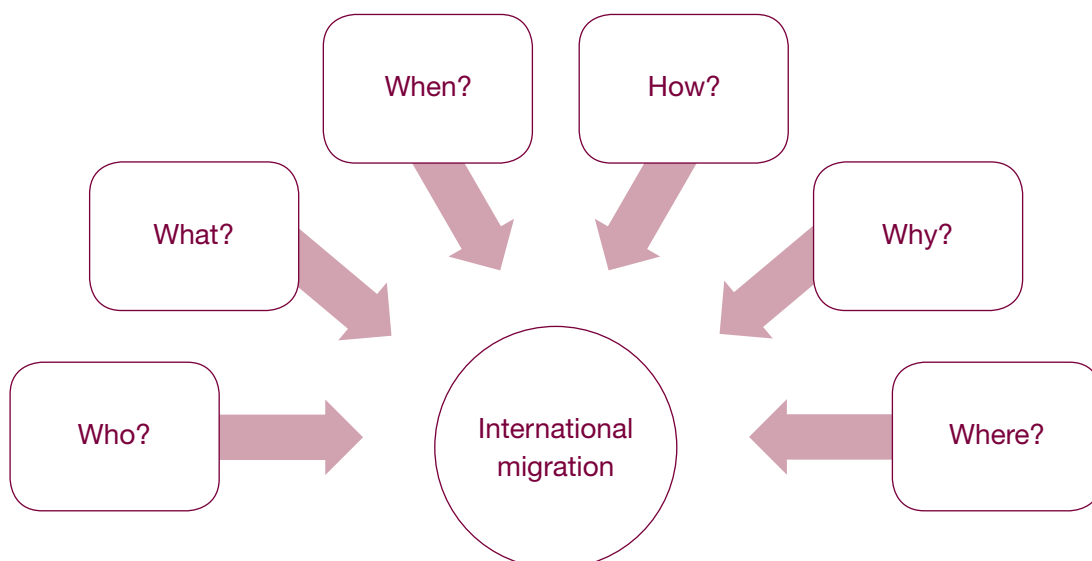 When?
How?
What?
Why?
Who?
International
migration
Where?